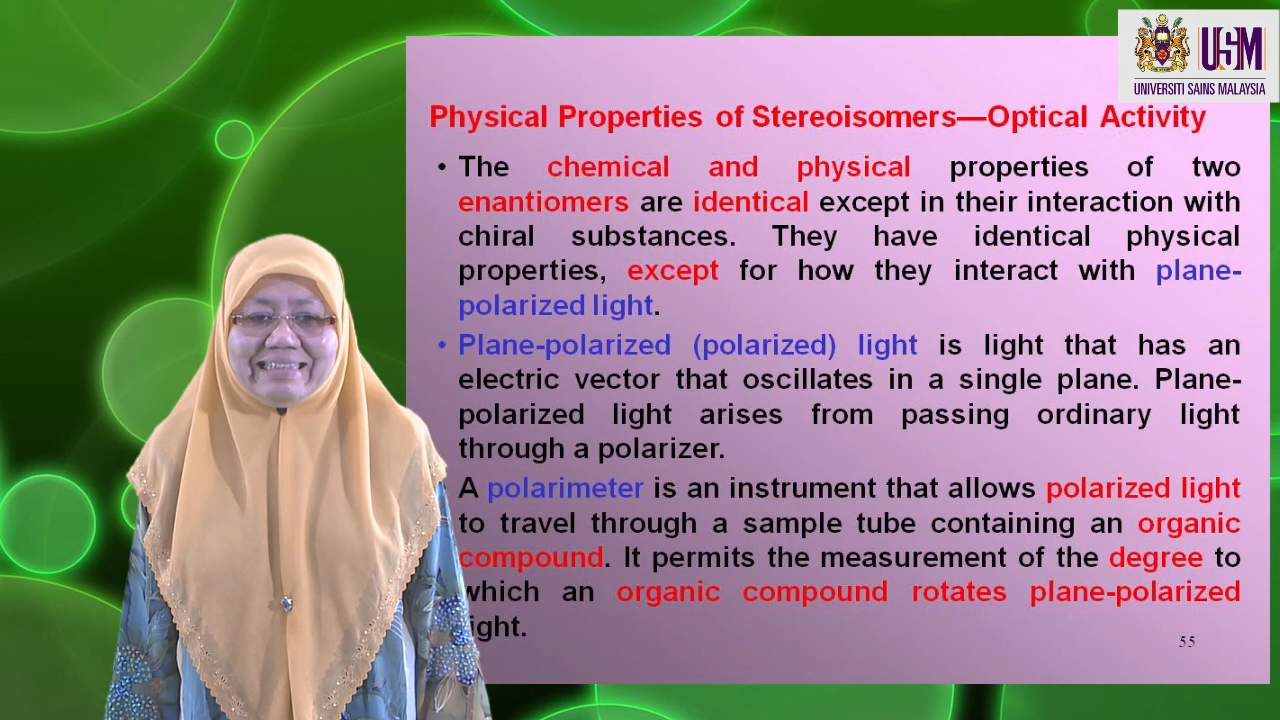 USM
UNIVERSITI SAINS MALAYSIA
Physical Properties of Stereoisomers—Optical Activity
• The chemical and physical properties of two
enantiomers are identical except in their interaction with
chiral substances. They have identical physical
properties, except for how they interact with plane-
polarized light.
• Plane-polarized (polarized) light is light that has an
electric vector that oscillates in a single plane. Plane-
polarized light arises from passing ordinary light
through a polarizer.
A polarimeter is an instrument that allows polarized light
to travel through a sample tube containing an organic
compound. It permits the measurement of the degree to
which an organic compound rotates plane-polarized
light.
55